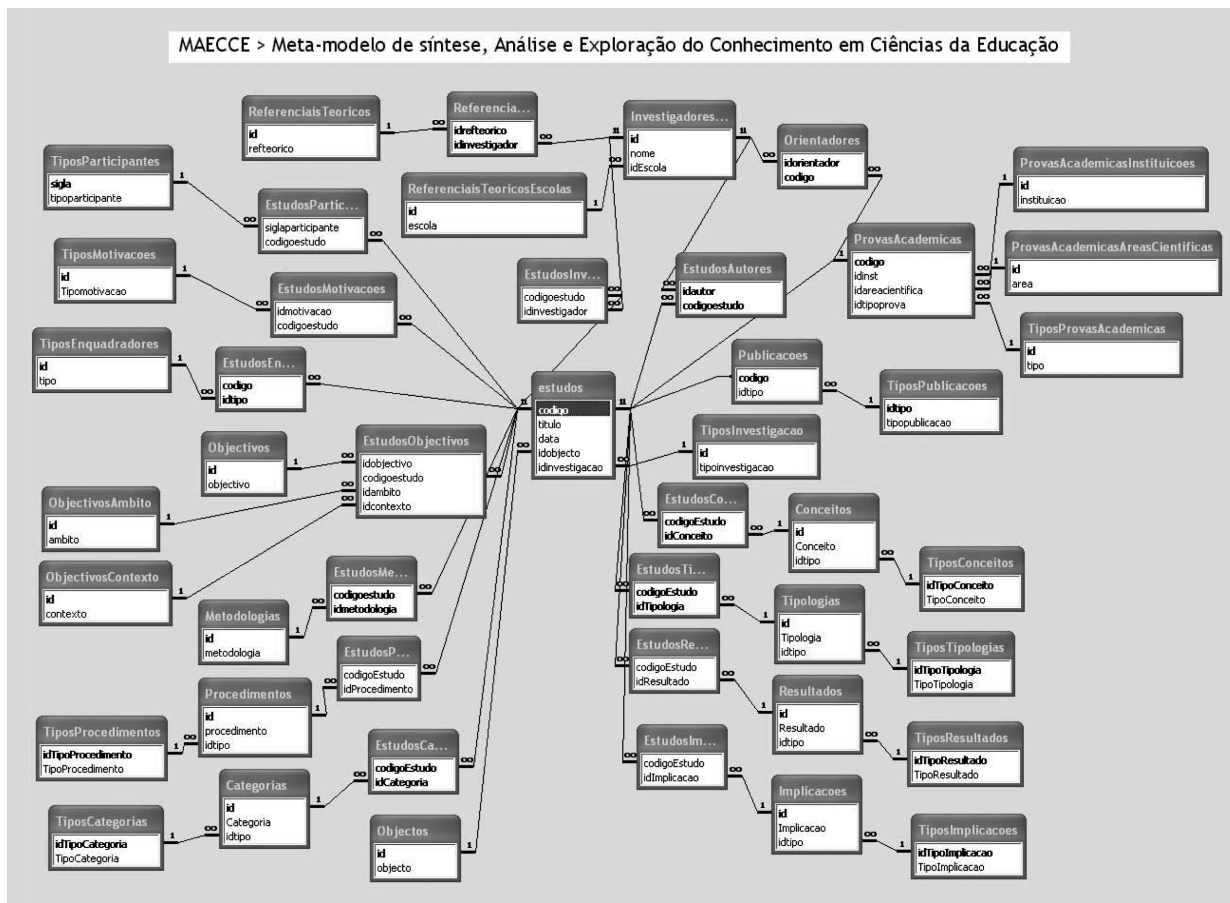 MAECCE > Meta-modelo de síntese, Análise e Exploração do Conhecimento em Ciências da Educação
ReferenciaisTeoricos
id
refteorico
Referencia...
idrefteorico
idinvestigador
Investigadores...
id
nome
idEscola
Orientadores
idorientador
codigo
ProvasAcademicasInstituicoes
id
instituicao
TiposParticipantes
sigla
tipoparticipante
EstudosPartic...
siglaparticipante
codigoestudo
ReferenciaisTeoricosEscolas
id
escola
ProvasAcademicas
codigo
idinst
idareacientifica
idtipoprova
ProvasAcademicasAreasCientificas
id
area
TiposMotivacoes
id
Tipomotivacao
EstudosMotivacoes
idmotivacao
codigoestudo
EstudosInv...
codigoestudo
idinvestigador
EstudosAutores
idautor
codigoestudo
TiposProvasAcademicas
id
tipo
TiposEnquadradores
id
tipo
EstudosEn...
codigo
idtipo
estudos
codigo
titulo
data
idobjecto
idinvestigacao
Publicacoes
codigo
idtipo
TiposPublicacoes
idtipo
tipopublicacao
Objectivos
id
objectivo
EstudosObjectivos
idobjectivo
codigoestudo
idambito
idcontexto
TiposInvestigacao
id
tipoinvestigacao
ObjectivosAmbito
id
ambito
EstudosCo...
codigoEstudo
idConceito
Conceitos
id
Conceito
idtipo
TiposConceitos
idTipoConceito
TipoConceito
ObjectivosContexto
id
contexto
EstudosMe...
codigoestudo
idmetodologia
Metodologias
id
metodologia
EstudosTi...
codigoEstudo
idTipologia
Tipologias
id
Tipologia
idtipo
TiposTipologias
idTipoTipologia
TipoTipologia
EstudosP...
codigoEstudo
idProcedimento
EstudosRe...
codigoEstudo
idResultado
Procedimentos
id
procedimento
idtipo
Resultados
id
Resultado
idtipo
TiposProcedimentos
idTipoProcedimento
TipoProcedimento
TiposResultados
idTipoResultado
TipoResultado
EstudosCa...
codigoEstudo
idCategoria
EstudosIm...
codigoEstudo
idImplicacao
Categorias
id
Categoria
idtipo
Implicacoes
id
Implicacao
idtipo
TiposCategorias
idTipoCategoria
TipoCategoria
Objectos
id
objecto
TiposImplicacoes
idTipoImplicacao
TipoImplicacao